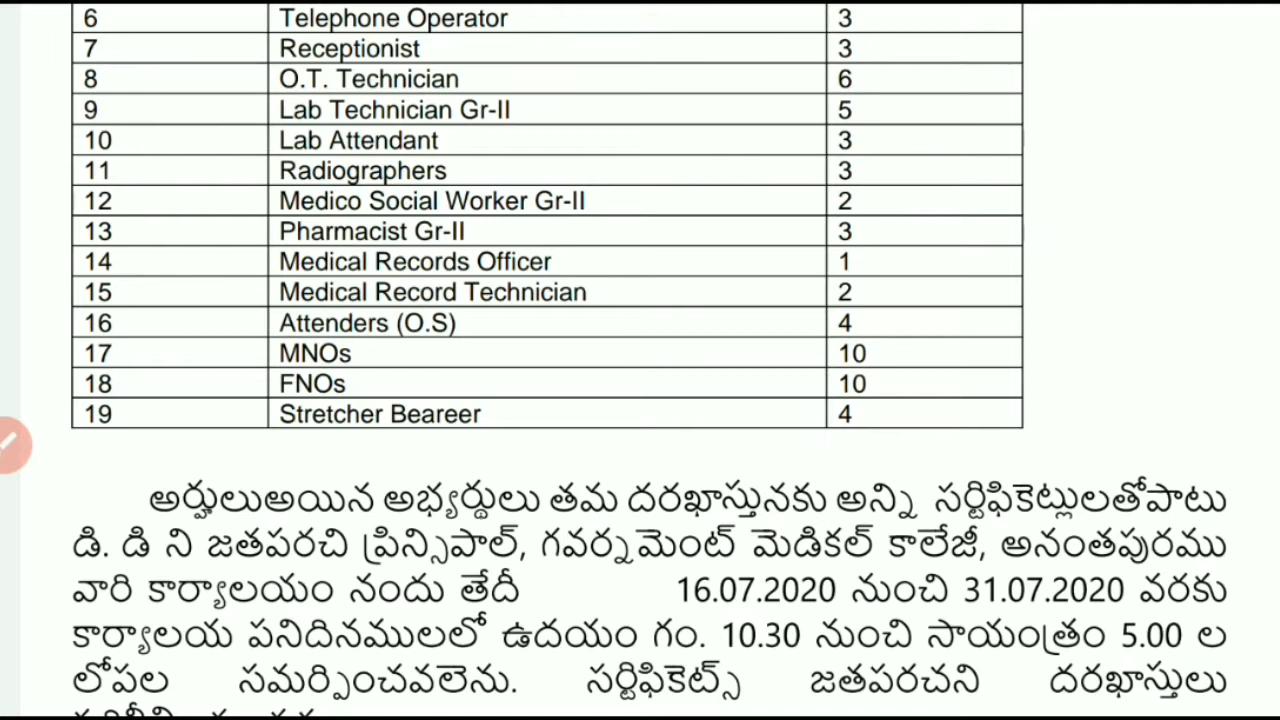 6 Telephone Operator 3
7 Receptionist 3
8 O.T. Technician 6
9 Lab Technician Gr-II 5
10 Lab Attendant 3
11 Radiographers 3
12 Medico Social Worker Gr-II 2
13 Pharmacist Gr-II 3
14 Medical Records Officer 1
15 Medical Record Technician 2
16 Attenders (O.S) 4
17 MNOs 10
18 FNOs 10
19 Stretcher Beareer 4
అర్హులుఅయిన అభ్యర్థులు తమ దరఖాస్తునకు అన్ని సర్టిఫికెట్లులతోపాటు
డి. డి ని జతపరచి ప్రిన్సిపాల్, గవర్నమెంట్ మెడికల్ కాలేజీ, అనంతపురము
వారి కార్యాలయం నందు తేదీ 16.07.2020 నుంచి 31.07.2020 వరకు
కార్యాలయ పనిదినములలో ఉదయం గం. 10.30 నుంచి సాయంత్రం 5.00 ల
లోపల సమర్పించవలెను. సర్టిఫికెట్స్ జతపరచని దరఖాస్తులు